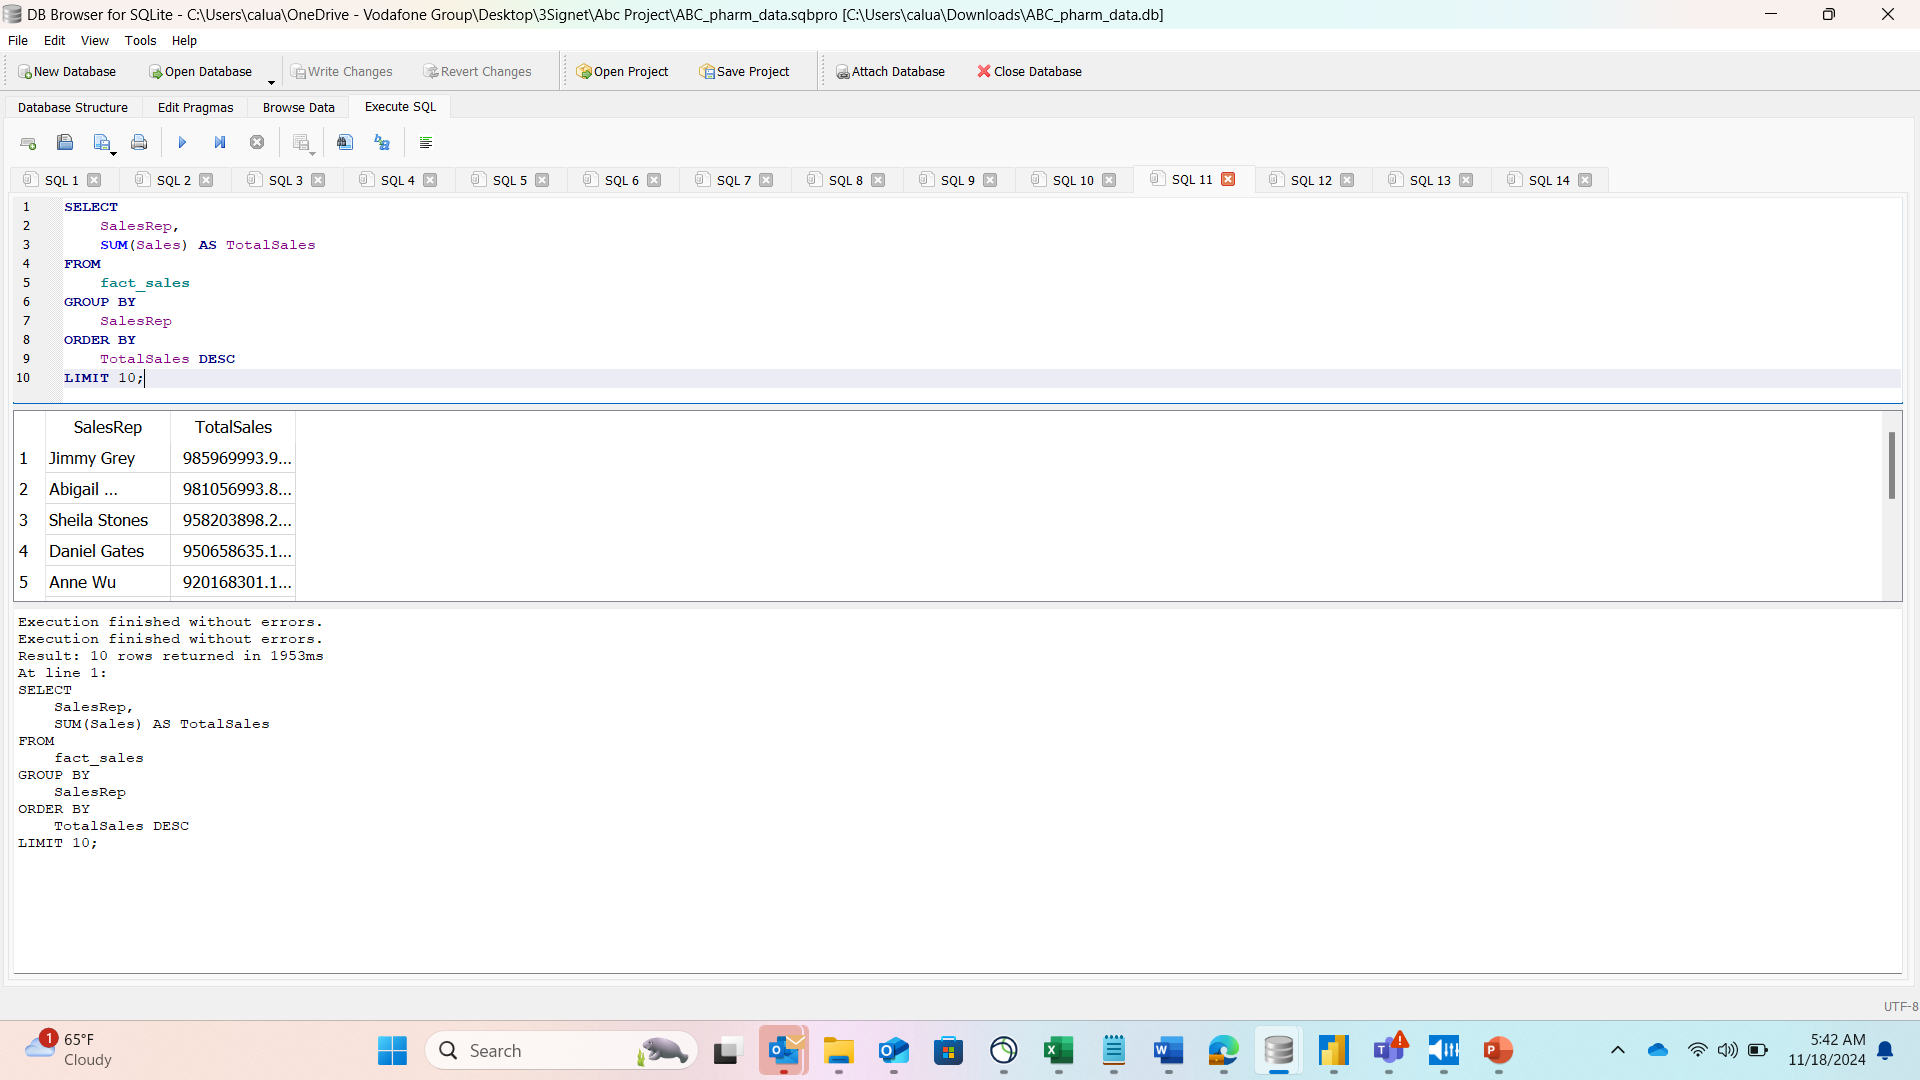 DB Browser for SQLite - C:\Users\calua\OneDrive - Vodafone Group\Desktop\3Signet\Abc Project\ABC_pharm_data.sqbpro [C:\Users\calua\Downloads\ABC_pharm_data.db]
File Edit View Tools Help
New Database Open Database Write Changes Revert Changes Open Project Save Project Attach Database Close Database
Database Structure Edit Pragmas Browse Data Execute SQL
SQL 1 SQL 2 SQL 3 SQL 4 SQL 5 SQL 6 SQL 7 SQL 8 SQL 9 SQL 10 SQL 11 SQL 12 SQL 13 SQL 14
1 SELECT
2 SalesRep,
3 SUM(Sales) AS TotalSales
4 FROM
5 fact_sales
6 GROUP BY
7 SalesRep
8 ORDER BY
9 TotalSales DESC
10 LIMIT 10;
SalesRep TotalSales
1 Jimmy Grey 985969993.9...
2 Abigail ... 981056993.8...
3 Sheila Stones 958203898.2...
4 Daniel Gates 950658635.1...
5 Anne Wu 920168301.1...
Execution finished without errors.
Execution finished without errors.
Result: 10 rows returned in 1953ms
At line 1:
SELECT
SalesRep,
SUM(Sales) AS TotalSales
FROM
fact_sales
GROUP BY
SalesRep
ORDER BY
TotalSales DESC
LIMIT 10;
UTF-8
1 65°F
Cloudy
Search
5:42 AM
11/18/2024